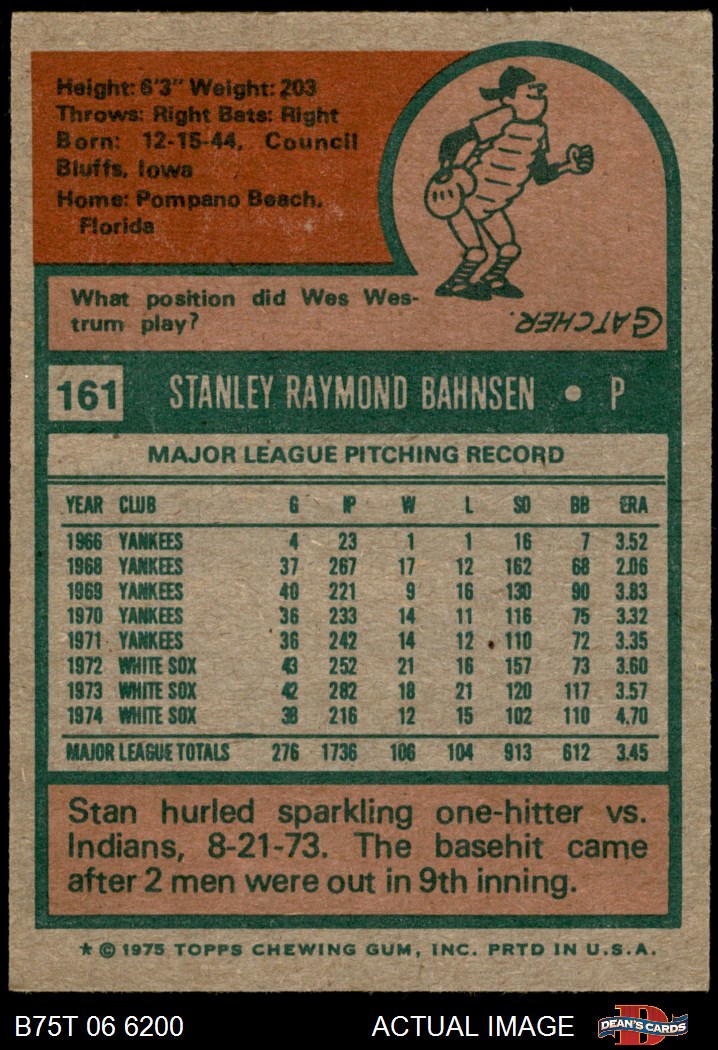 Height: 6'3" Weight: 203
Throws: Right Bats: Right
Born: 12-15-44, Council
Bluffs, Iowa
Home: Pompano Beach,
Florida
What position did Wes Wes-
trum play?
CATCHER.
161 STANLEY RAYMOND BAHNSEN • P
MAJOR LEAGUE PITCHING RECORD
YEAR CLUB G IP W L SO BB ERA
1966 YANKEES 4 23 1 1 16 7 3.52
1968 YANKEES 37 267 17 12 162 68 2.06
1969 YANKEES 40 221 9 16 130 90 3.83
1970 YANKEES 36 233 14 11 116 75 3.32
1971 YANKEES 36 242 14 12 110 72 3.35
1972 WHITE SOX 43 252 21 16 157 73 3.60
1973 WHITE SOX 42 282 18 21 120 117 3.57
1974 WHITE SOX 38 216 12 15 102 110 4.70
MAJOR LEAGUE TOTALS 276 1736 106 104 913 612 3.45
Stan hurled sparkling one-hitter vs.
Indians, 8-21-73. The basehit came
after 2 men were out in 9th inning.
* © 1975 TOPPS CHEWING GUM, INC. PRTD IN U.S.A.
B75T 06 6200 ACTUAL IMAGE D DEAN'S CARDS